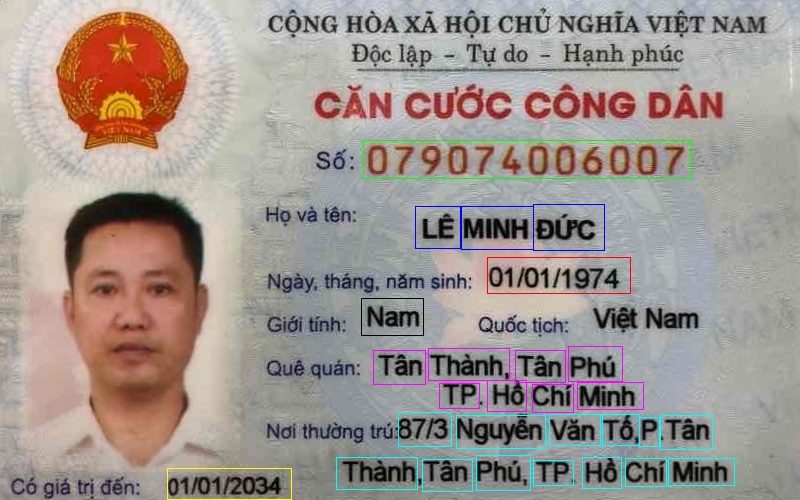 CỘNG HÒA XÃ HỘI CHỦ NGHĨA VIỆT NAM
Độc lập - Tự do - Hạnh phúc
CĂN CƯỚC CÔNG DÂN
Số: 079074006007
Họ và tên: LÊ MINH ĐỨC
Ngày, tháng, năm sinh: 01/01/1974
Giới tính: Nam Quốc tịch: Việt Nam
Quê quán: Tân Thành, Tân Phú
TP. Hồ Chí Minh
Nơi thường trú: 87/3 Nguyễn Văn Tố,P.Tân
Thành,Tân Phú, TP. Hồ Chí Minh
Có giá trị đến: 01/01/2034